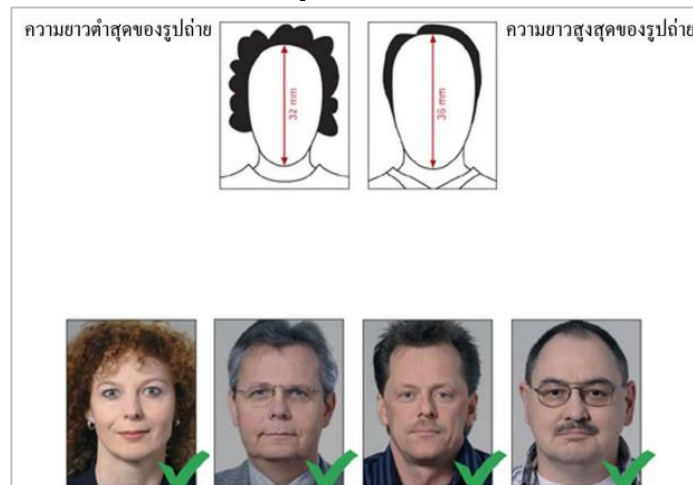 ความยาวต่ำสุดของรูปถ่าย
ความยาวสูงสุดของรูปถ่าย
32 mm
36 mm